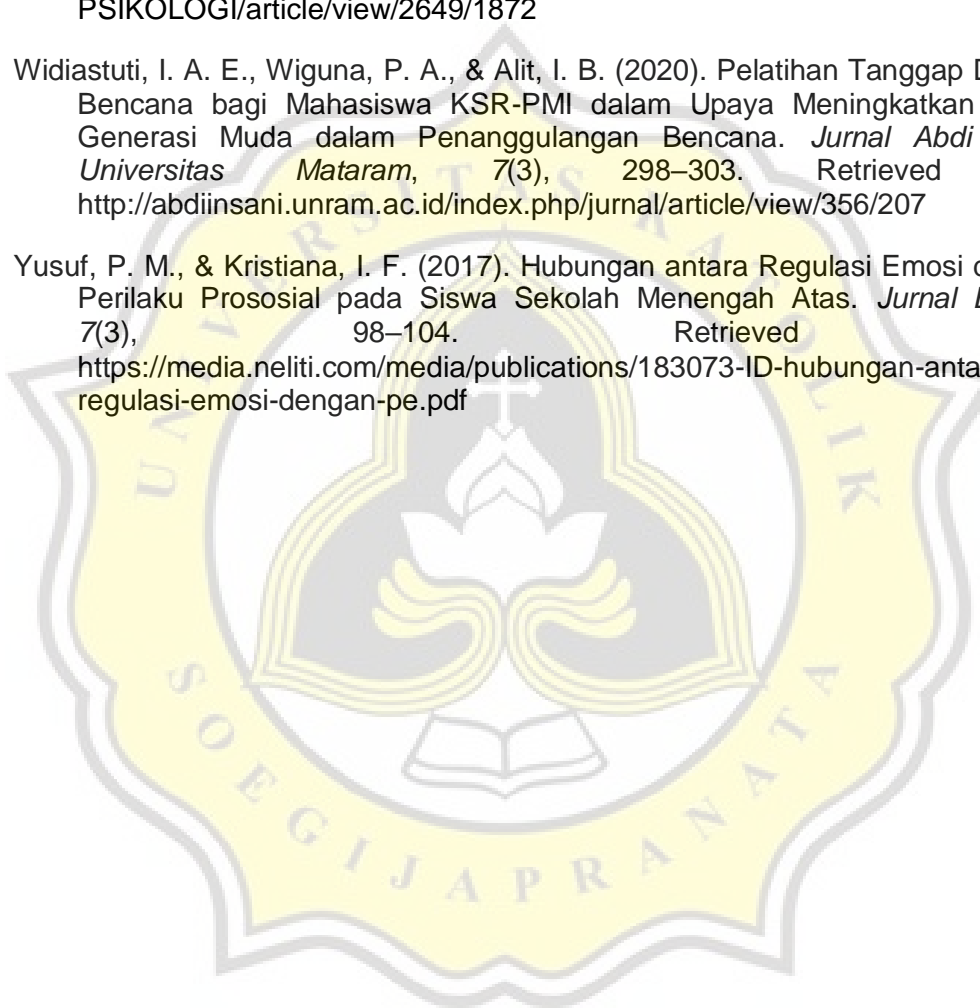 PSIKOLOGI/article/view/2649/1872
Widiastuti, I. A. E., Wiguna, P. A., & Alit, I. B. (2020). Pelatihan Tanggap
Bencana bagi Mahasiswa KSR-PMI dalam Upaya Meningkatkan
Generasi Muda dalam Penanggulangan Bencana. Jurnal Abdi
Universitas Mataram, 7(3), 298–303. Retrieved
http://abdiinsani.unram.ac.id/index.php/jurnal/article/view/356/207
Yusuf, P. M., & Kristiana, I. F. (2017). Hubungan antara Regulasi Emosi
Perilaku Prososial pada Siswa Sekolah Menengah Atas. Jurnal
7(3), 98–104. Retrieved
https://media.neliti.com/media/publications/183073-ID-hubungan-anta
regulasi-emosi-dengan-pe.pdf
UNIVERSITAS KATOLIK
SOEGIJAPRANATA